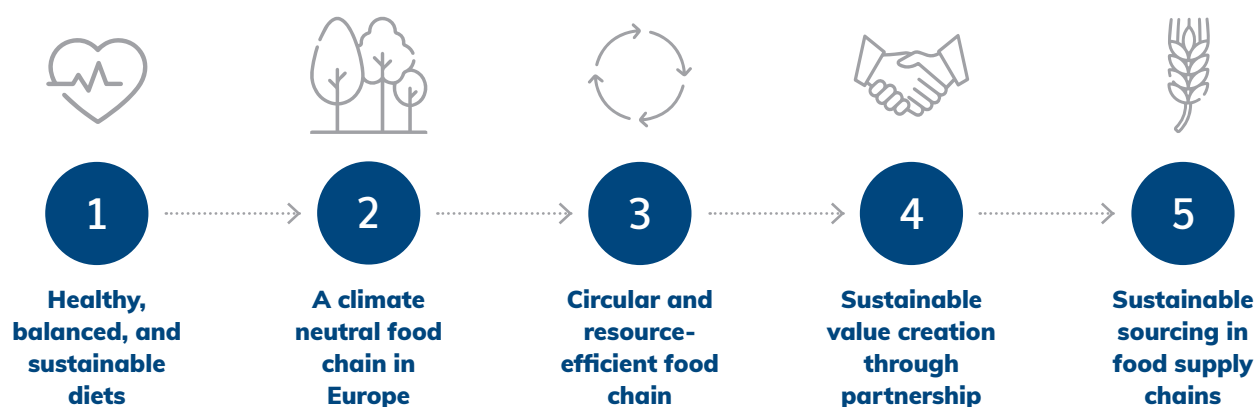 1
2
3
4
5
Healthy,
balanced, and
sustainable
diets
A climate
neutral food
chain in
Europe
Circular and
resource-
efficient food
chain
Sustainable
value creation
through
partnership
Sustainable
sourcing in
food supply
chains